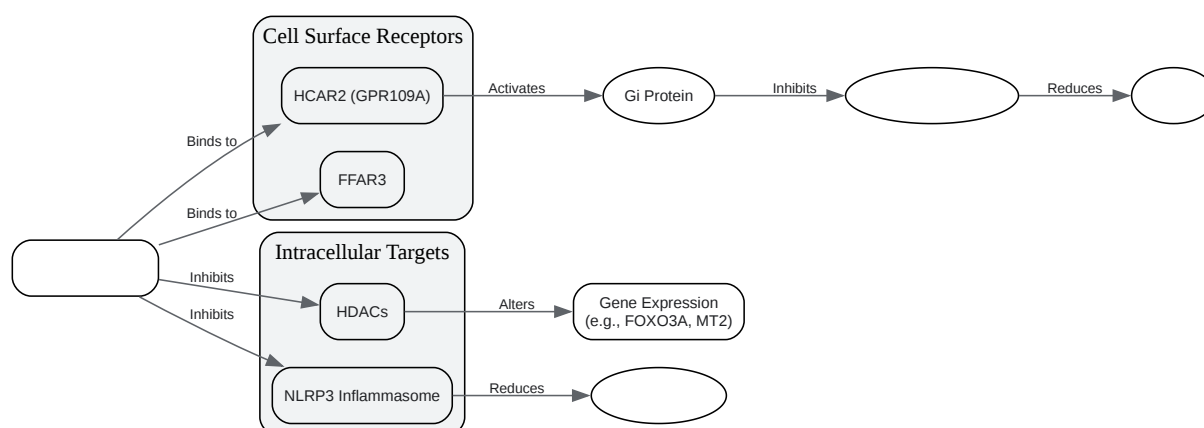 Cell Surface Receptors
HCAR2 (GPR109A)
Activates
Gi Protein
Inhibits
Reduces
Binds to
FFAR3
Binds to
Intracellular Targets
Inhibits
HDACs
Alters
Gene Expression
(e.g., FOXO3A, MT2)
Inhibits
NLRP3 Inflammasome
Reduces